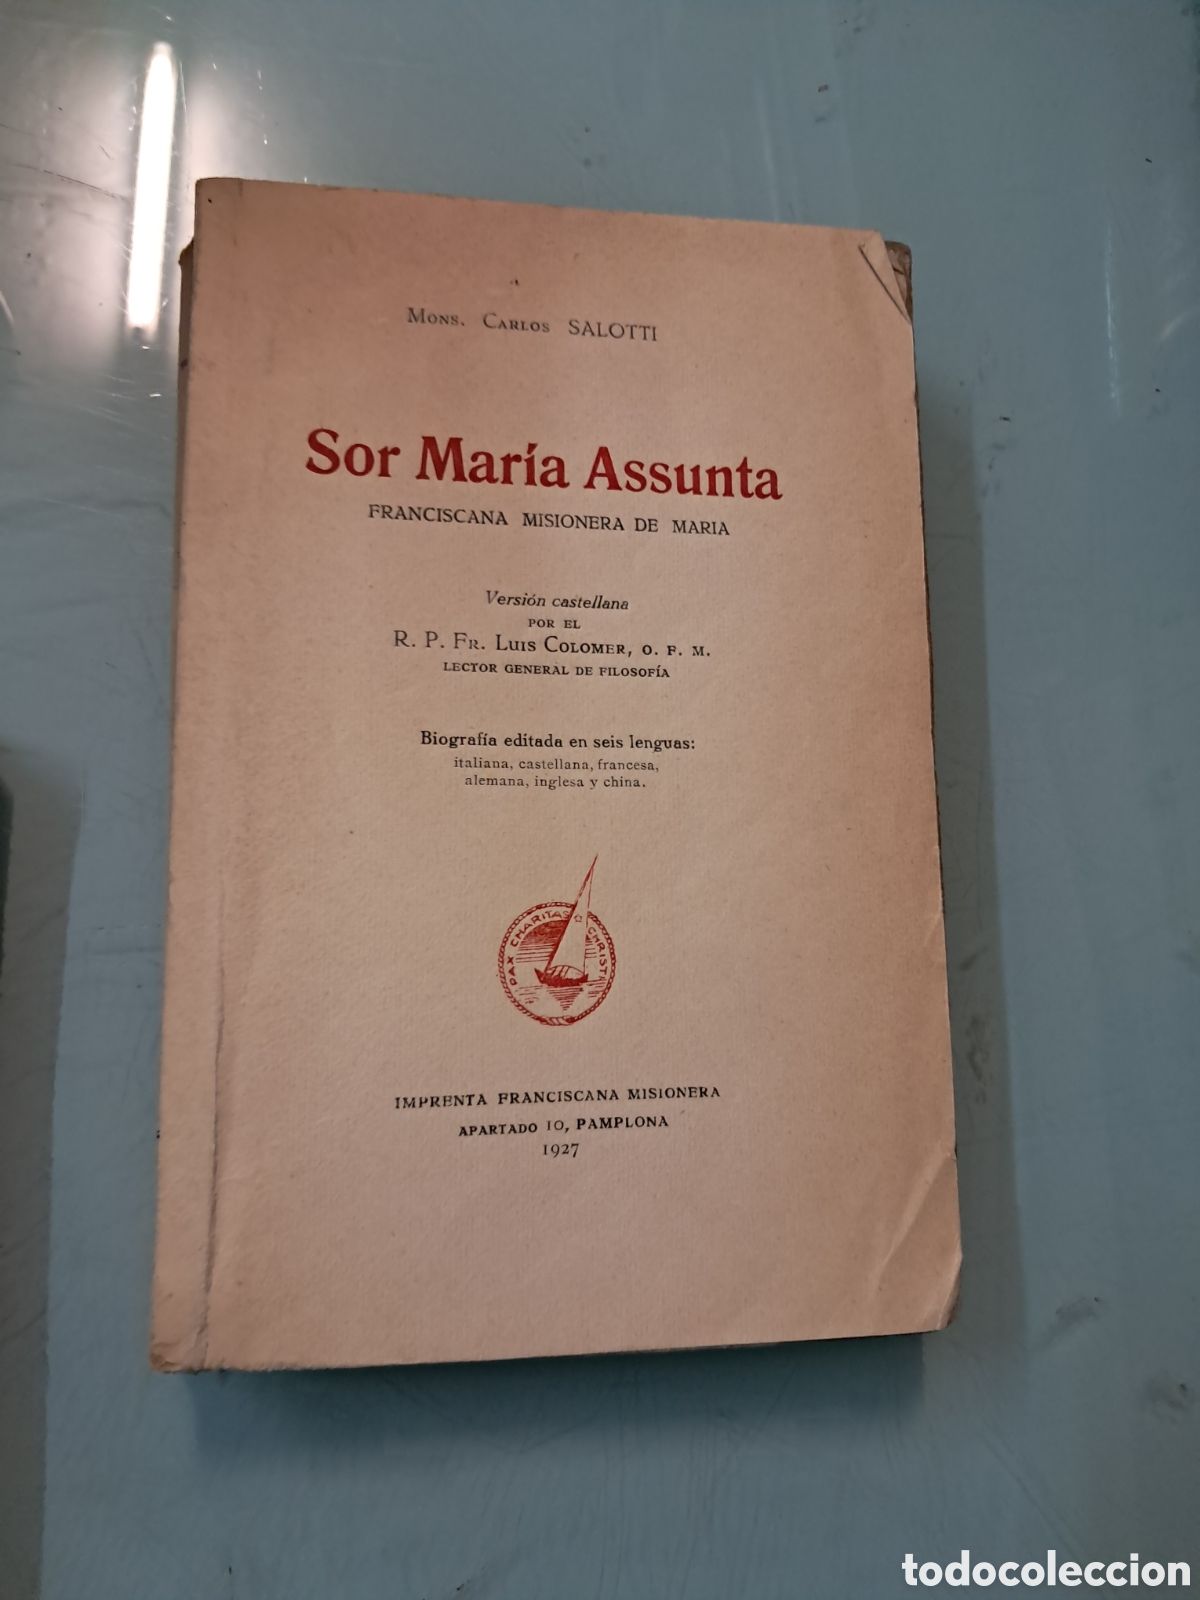 Mons. Carlos SALOTTI
Sor María Assunta
FRANCISCANA MISIONERA DE MARIA
Versión castellana
POR EL
R. P. Fr. Luis Colomer, O. F. M.
LECTOR GENERAL DE FILOSOFÍA
Biografía editada en seis lenguas:
italiana, castellana, francesa,
alemana, inglesa y china.
PAX CHARITAS CHRISTI
IMPRENTA FRANCISCANA MISIONERA
APARTADO 10, PAMPLONA
1927
todocoleccion